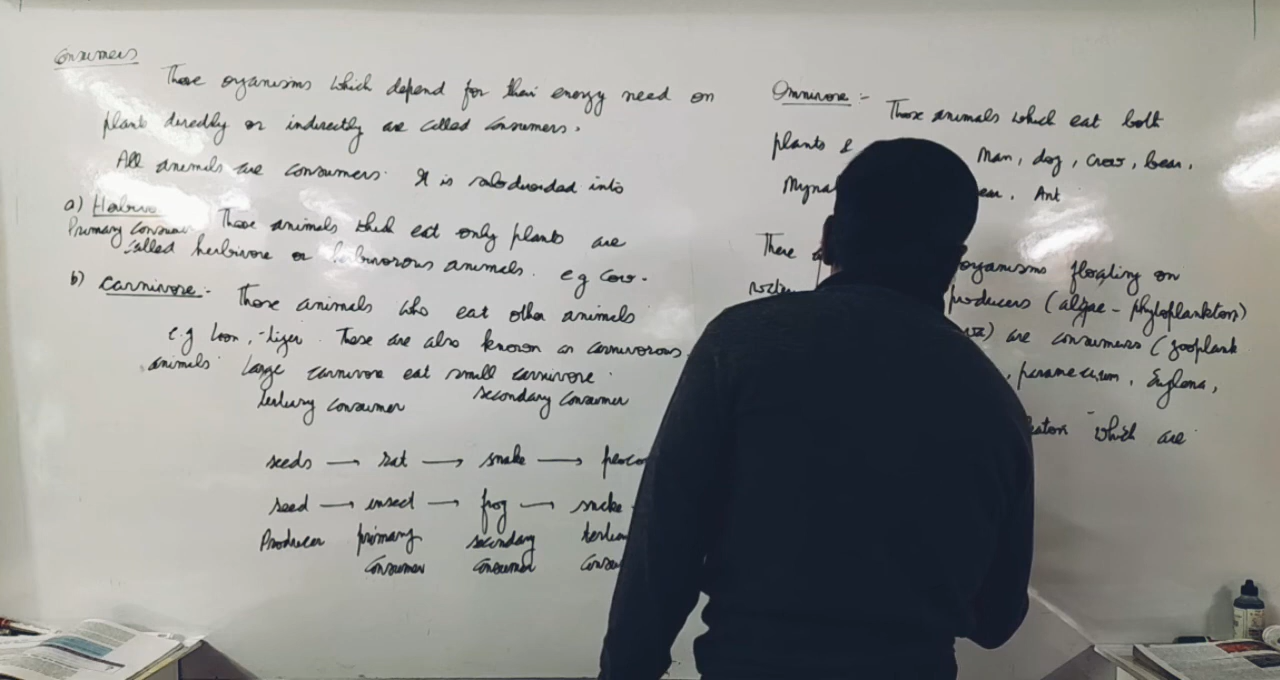 Consumers
Those organisms which depend for their energy need on
plants directly or indirectly are called Consumers.
All animals are consumers. It is subdivided into
a) Herbivo
Primary Consumer Those animals which eat only plants are
called herbivore or herbivorous animals. e.g Cow.
b) Carnivore:- Those animals who eat other animals
e.g Loon, tiger. These are also known as carnivorous
animals Large carnivore eat small carnivore.
tertiary consumer secondary consumer
seeds → rat → snake →
seed → insect → frog → snake
Producer primary secondary
Consumer Consumer
Omnivore:- Those animals which eat both
plants & Man, dog, Crow, bear,
Myna Ant
There organisms floating on
producers (algae - phytoplankton)
are consumers (zooplank
paramecium, Euglena,
which are